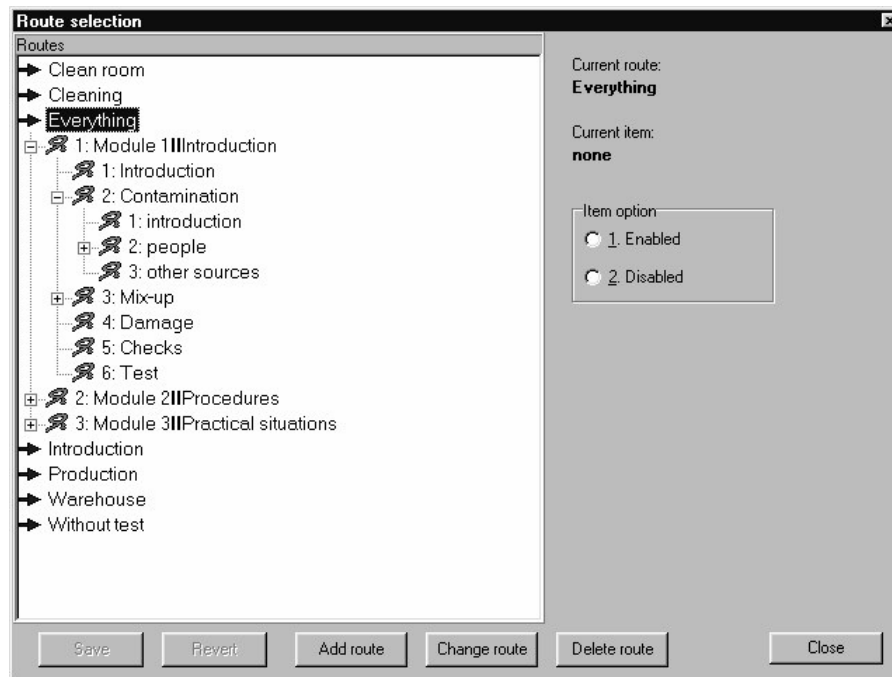 Route selection
Routes
Clean room
Cleaning
Everything
1: Module 1llIntroduction
1: Introduction
2: Contamination
1: introduction
2: people
3: other sources
3: Mix-up
4: Damage
5: Checks
6: Test
2: Module 2llProcedures
3: Module 3llPractical situations
Introduction
Production
Warehouse
Without test
Current route:
Everything
Current item:
none
Item option
1. Enabled
2. Disabled
Save Revert Add route Change route Delete route Close